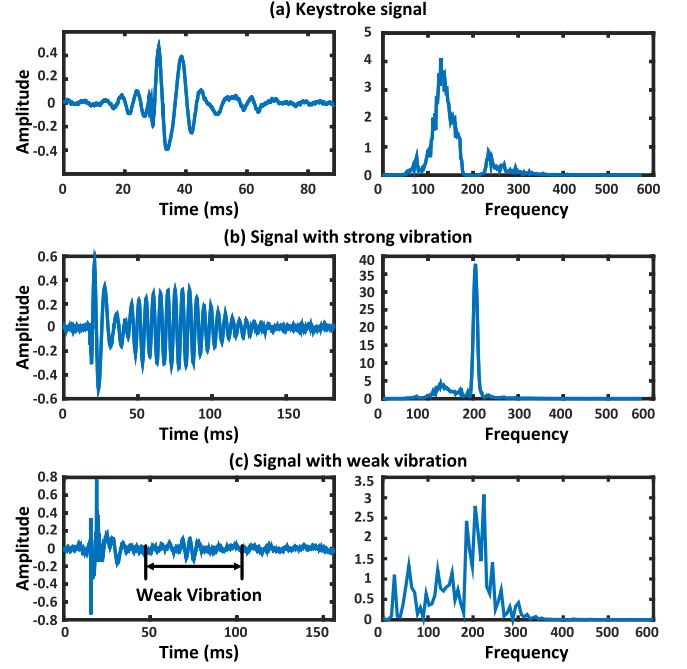 (a) Keystroke signal
Amplitude
0.4
0.2
0
-0.2
-0.4
0 20 40 60 80
Time (ms)
5
4
3
2
1
0 100 200 300 400 500 600
Frequency
(b) Signal with strong vibration
Amplitude
0.6
0.4
0.2
0
-0.2
-0.4
-0.6
0 50 100 150
Time (ms)
40
35
30
25
20
15
10
5
0
0 100 200 300 400 500 600
Frequency
(c) Signal with weak vibration
Amplitude
0.8
0.6
0.4
0.2
0
-0.2
-0.4
-0.6
-0.8
Weak Vibration
0 50 100 150
Time (ms)
3.5
3
2.5
2
1.5
1
0.5
0
0 100 200 300 400 500 600
Frequency